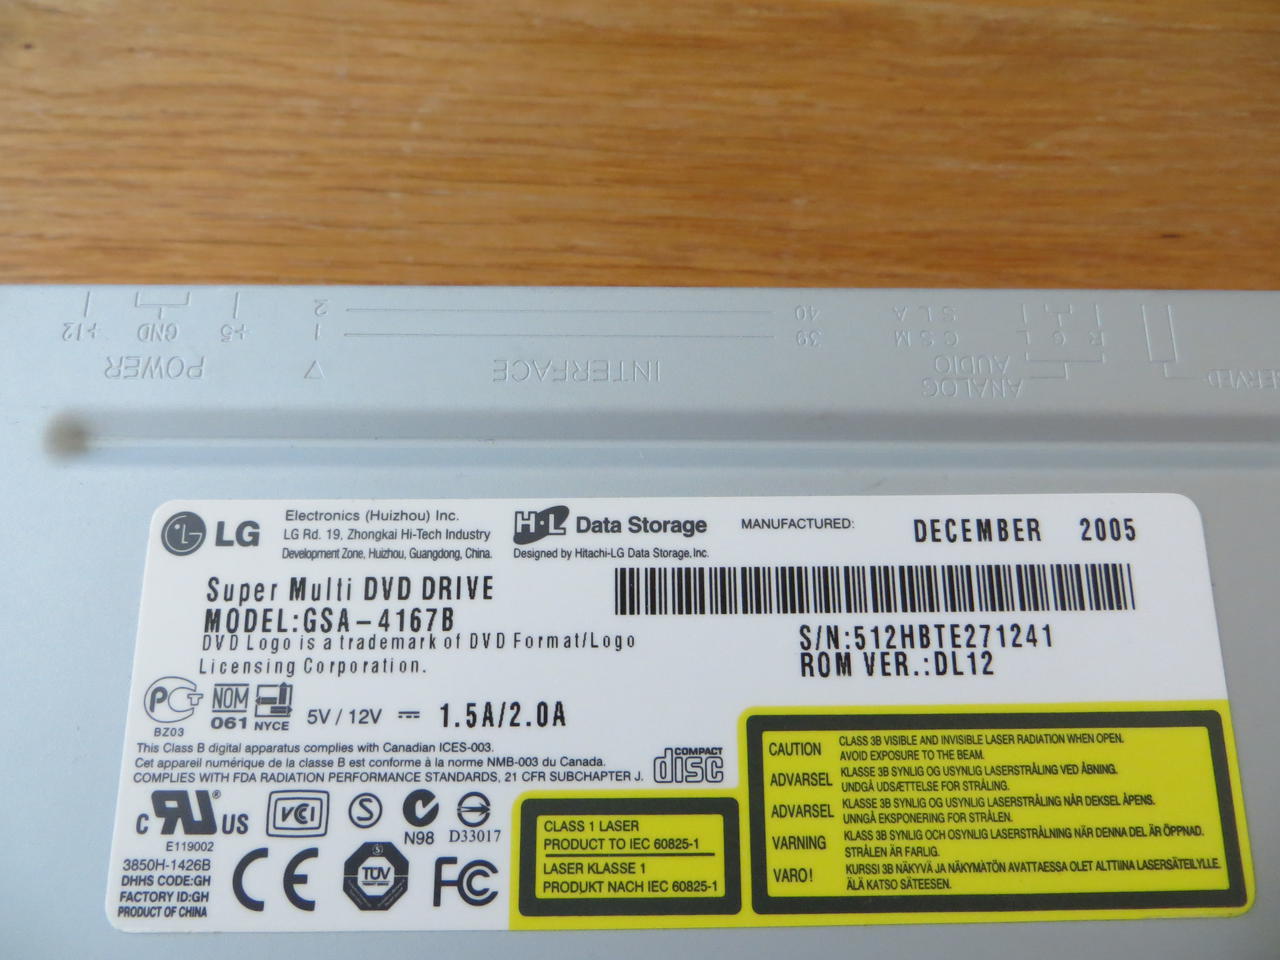 +12 GND +5 2 40 A L S
POWER 1 INTERFACE 39 M S C L G R
ANALOG AUDIO
LG
Electronics (Huizhou) Inc.
LG Rd. 19, Zhongkai Hi-Tech Industry
Development Zone, Huizhou, Guangdong, China.
H·L Data Storage
Designed by Hitachi-LG Data Storage, Inc.
MANUFACTURED: DECEMBER 2005
Super Multi DVD DRIVE
MODEL:GSA-4167B
DVD Logo is a trademark of DVD Format/Logo
Licensing Corporation.
S/N:512HBTE271241
ROM VER.:DL12
PCT
BZ03
NOM
061 NYCE
5V / 12V 1.5A/2.0A
This Class B digital apparatus complies with Canadian ICES-003.
Cet appareil numérique de la classe B est conforme à la norme NMB-003 du Canada.
COMPLIES WITH FDA RADIATION PERFORMANCE STANDARDS, 21 CFR SUBCHAPTER J.
COMPACT
disc
c RU US
E119002
VCI
S
N98
D33017
3850H-1426B
DHHS CODE:GH
FACTORY ID:GH
PRODUCT OF CHINA
CE
TÜV
FC
CLASS 1 LASER
PRODUCT TO IEC 60825-1
LASER KLASSE 1
PRODUKT NACH IEC 60825-1
CAUTION CLASS 3B VISIBLE AND INVISIBLE LASER RADIATION WHEN OPEN.
AVOID EXPOSURE TO THE BEAM.
ADVARSEL KLASSE 3B SYNLIG OG USYNLIG LASERSTRÅLING VED ÅBNING.
UNDGÅ UDSÆTTELSE FOR STRÅLING.
ADVARSEL KLASSE 3B SYNLIG OG USYNLIG LASERSTRÅLING NÅR DEKSEL ÅPENS.
UNNGÅ EKSPONERING FOR STRÅLEN.
VARNING KLASS 3B SYNLIG OCH OSYNLIG LASERSTRÅLNING NÄR DENNA DEL ÄR ÖPPNAD.
STRÅLEN ÄR FARLIG.
VARO! KURSSI 3B NÄKYVÄ JA NÄKYMÄTÖN AVATTAESSA OLET ALTTIINA LASERSÄTEILYLLE.
ÄLÄ KATSO SÄTEESEN.